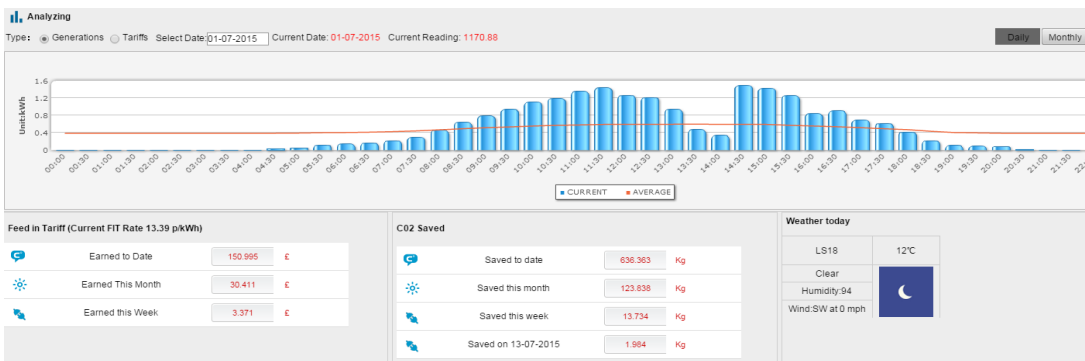 Analyzing
Type: Generations Tariffs Select Date: 01-07-2015 Current Date: 01-07-2015 Current Reading: 1170.88 Daily Monthly
Unit:kWh
1.6
1.2
0.8
0.4
0
00:00 00:30 01:00 01:30 02:00 02:30 03:00 03:30 04:00 04:30 05:00 05:30 06:00 06:30 07:00 07:30 08:00 08:30 09:00 09:30 10:00 10:30 11:00 11:30 12:00 12:30 13:00 13:30 14:00 14:30 15:00 15:30 16:00 16:30 17:00 17:30 18:00 18:30 19:00 19:30 20:00 20:30 21:00 21:30
CURRENT AVERAGE
Feed in Tariff (Current FIT Rate 13.39 p/kWh)
Earned to Date 150.995 £
Earned This Month 30.411 £
Earned this Week 3.371 £
C02 Saved
Saved to date 636.363 Kg
Saved this month 123.838 Kg
Saved this week 13.734 Kg
Saved on 13-07-2015 1.984 Kg
Weather today
LS18 12℃
Clear
Humidity:94
Wind:SW at 0 mph